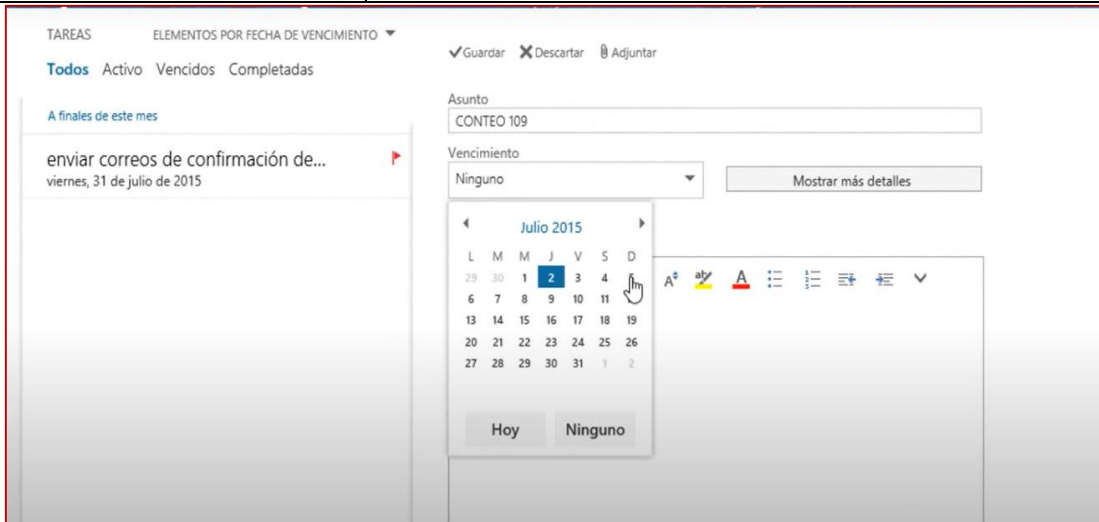 TAREAS ELEMENTOS POR FECHA DE VENCIMIENTO
Todos Activo Vencidos Completadas
A finales de este mes
enviar correos de confirmación de...
viernes, 31 de julio de 2015
Guardar Descartar Adjuntar
Asunto
CONTEO 109
Vencimiento
Ninguno Mostrar más detalles
Julio 2015
L M M J V S D
29 30 1 2 3 4
6 7 8 9 10 11
13 14 15 16 17 18 19
20 21 22 23 24 25 26
27 28 29 30 31 1 2
Hoy Ninguno
A aby A